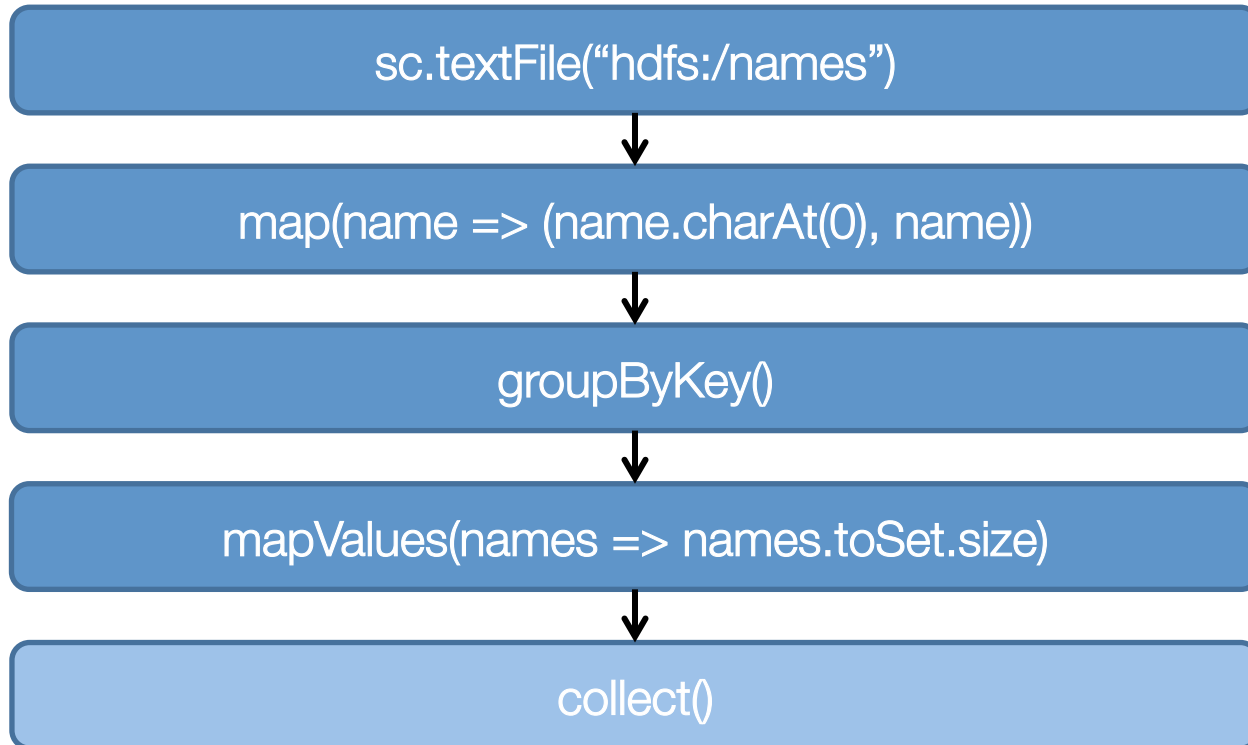 sc.textFile(“hdfs:/names”)
map(name => (name.charAt(0), name))
groupByKey()
mapValues(names => names.toSet.size)
collect()